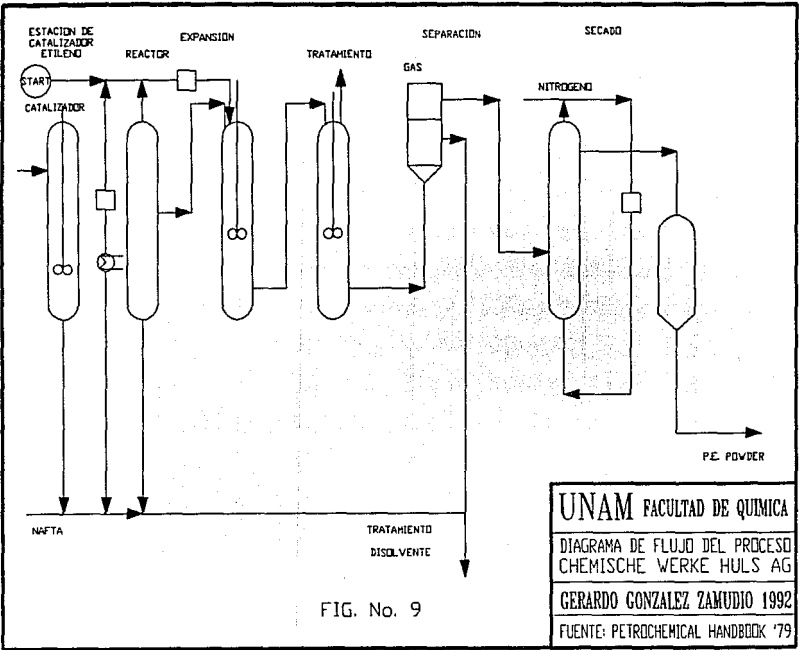 ESTACION DE
CATALIZADOR
ETILENO
REACTOR
EXPANSION
TRATAMIENTO
SEPARACION
SECADO
START
GAS
NITROGENO
CATALIZADOR
P.E. POWDER
NAFTA
TRATAMIENTO
DISOLVENTE
FIG. No. 9
UNAM FACULTAD DE QUIMICA
DIAGRAMA DE FLUJO DEL PROCESO
CHEMISCHE WERKE HULS AG
GERARDO GONZALEZ ZAMUDIO 1992
FUENTE: PETROCHEMICAL HANDBOOK '79